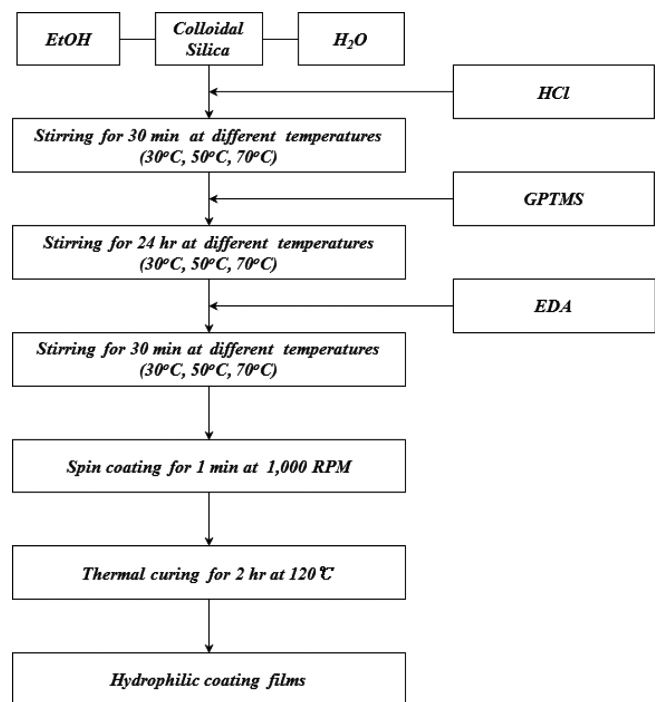 EtOH
Colloidal
Silica
H₂O
HCl
Stirring for 30 min at different temperatures
(30°C, 50°C, 70°C)
GPTMS
Stirring for 24 hr at different temperatures
(30°C, 50°C, 70°C)
EDA
Stirring for 30 min at different temperatures
(30°C, 50°C, 70°C)
Spin coating for 1 min at 1,000 RPM
Thermal curing for 2 hr at 120℃
Hydrophilic coating films